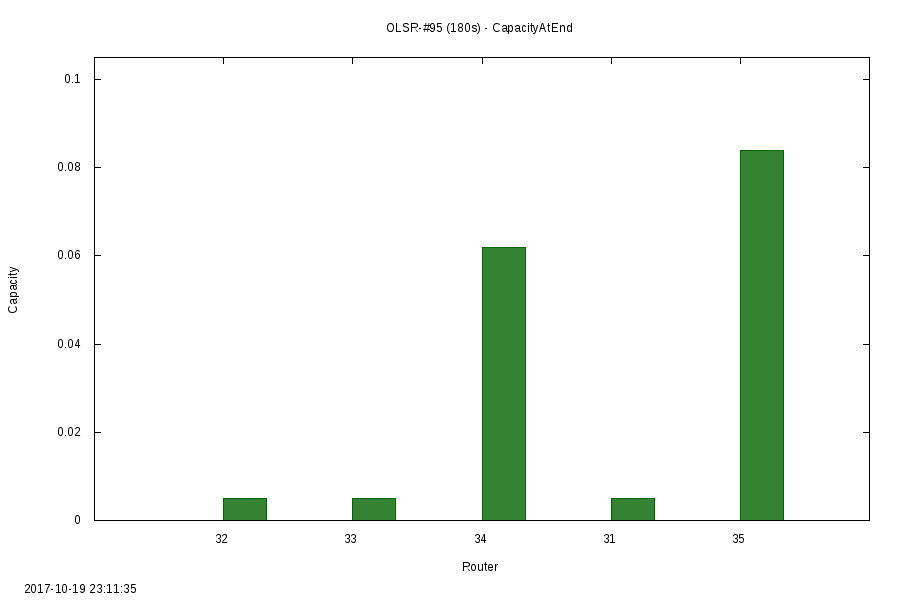 OLSR-#95 (180s) - CapacityAtEnd
0.1
0.08
0.06
0.04
0.02
0
Capacity
32 33 34 31 35
Router
2017-10-19 23:11:35